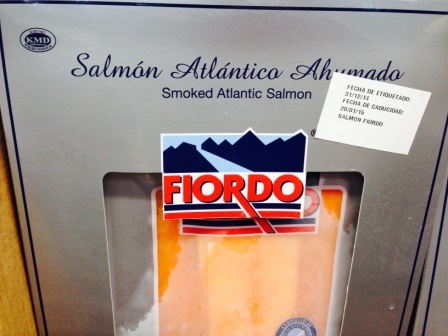 KMD
Salmón Atlántico Ahumado
Smoked Atlantic Salmon
FECHA DE ETIQUETADO:
31/12/14
FECHA DE CADUCIDAD:
20/01/15
SALMON FIORDO
®
FIORDO